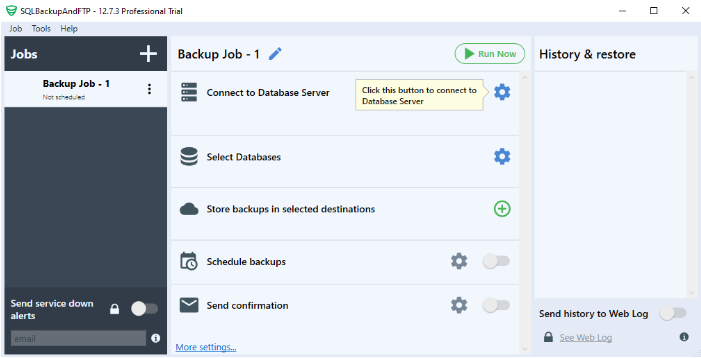 SQLBackupAndFTP - 12.7.3 Professional Trial
Job Tools Help
Jobs
Backup Job - 1
Not scheduled
Send service down
alerts
email
Backup Job - 1
Run Now
Connect to Database Server
Click this button to connect to
Database Server
Select Databases
Store backups in selected destinations
Schedule backups
Send confirmation
More settings...
History & restore
Send history to Web Log
See Web Log